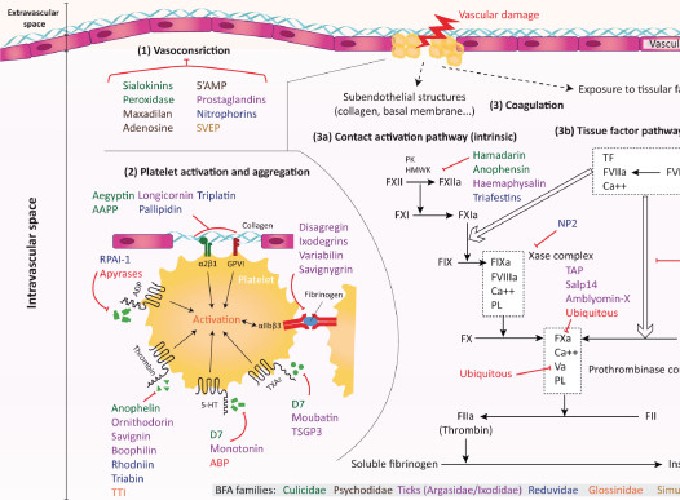 Extravascular
space
Vascular damage
(1) Vasoconsriction
Vascul
Sialokinins 5'AMP
Peroxidase Prostaglandins
Maxadilan Nitrophorins
Adenosine SVEP
Subendothelial structures
(collagen, basal membrane...)
Exposure to tissular fa
(3) Coagulation
(3a) Contact activation pathway (intrinsic)
(3b) Tissue factor pathway
(2) Platelet activation and aggregation
Aegyptin Longicornin Triplatin
AAPP Pallipidin
Collagen
α2β1 GPVI
RPAI-1
Apyrases
ADP
Platelet
Activation
αIIb β3
Disagregin
Ixodegrins
Variabilin
Savignygrin
Fibrinogen
Thrombin
5-HT
TXA₂
Anophelin
Ornithodorin
Savignin
Boophilin
Rhodniin
Triabin
TTI
D7
Monotonin
ABP
D7
Moubatin
TSGP3
Intravascular space
PK
HMWK
FXII FXIIa
Hamadarin
Anophensin
Haemaphysalin
Triafestins
FXI FXIa
TF
FVIIa FVI
Ca++
NP2
FIX FIXa
FVIIIa
Ca++
PL
Xase complex
TAP
Salp14
Amblyomin-X
Ubiquitous
FX FXa
Ca++
Va
PL
Ubiquitous
Prothrombinase co
FIIa FII
(Thrombin)
Soluble fibrinogen Ins
BFA families: Culicidae Psychodidae Ticks (Argasidae/Ixodidae) Reduvidae Glossinidae Simu